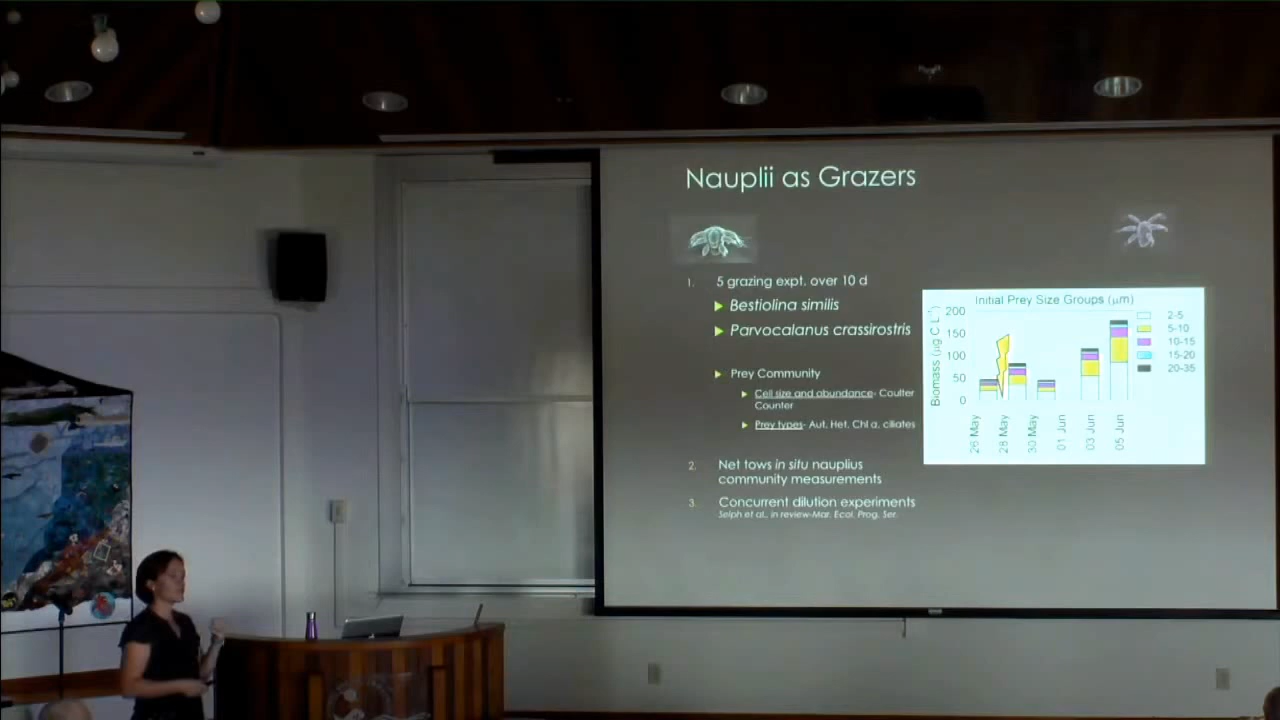 Nauplii as Grazers
1. 5 grazing expt. over 10 d
Bestiolina similis
Parvocalanus crassirostris
Prey Community
Cell size and abundance- Coulter
Counter
Prey types- Aut. Het. Chl a, ciliates
2. Net tows in situ nauplius
community measurements
3. Concurrent dilution experiments
Selph et al., in review-Mar. Ecol. Prog. Ser.
Initial Prey Size Groups (μm)
Biomass (μg C L⁻¹)
200
150
100
50
0
26 May
28 May
30 May
01 Jun
03 Jun
05 Jun
2-5
5-10
10-15
15-20
20-35